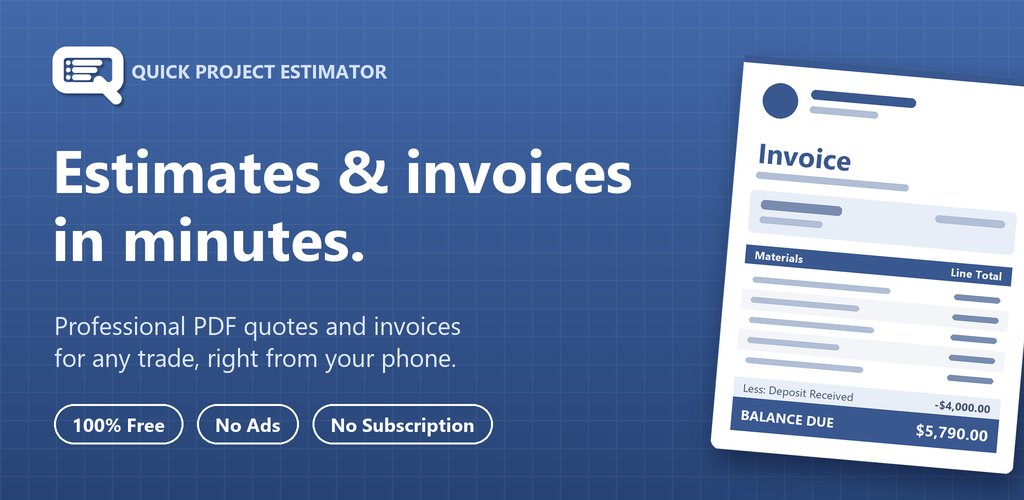 QUICK PROJECT ESTIMATOR
Estimates & invoices
in minutes.
Professional PDF quotes and invoices
for any trade, right from your phone.
100% Free
No Ads
No Subscription
Invoice
Materials
Line Total
Less: Deposit Received
-$4,000.00
BALANCE DUE
$5,790.00